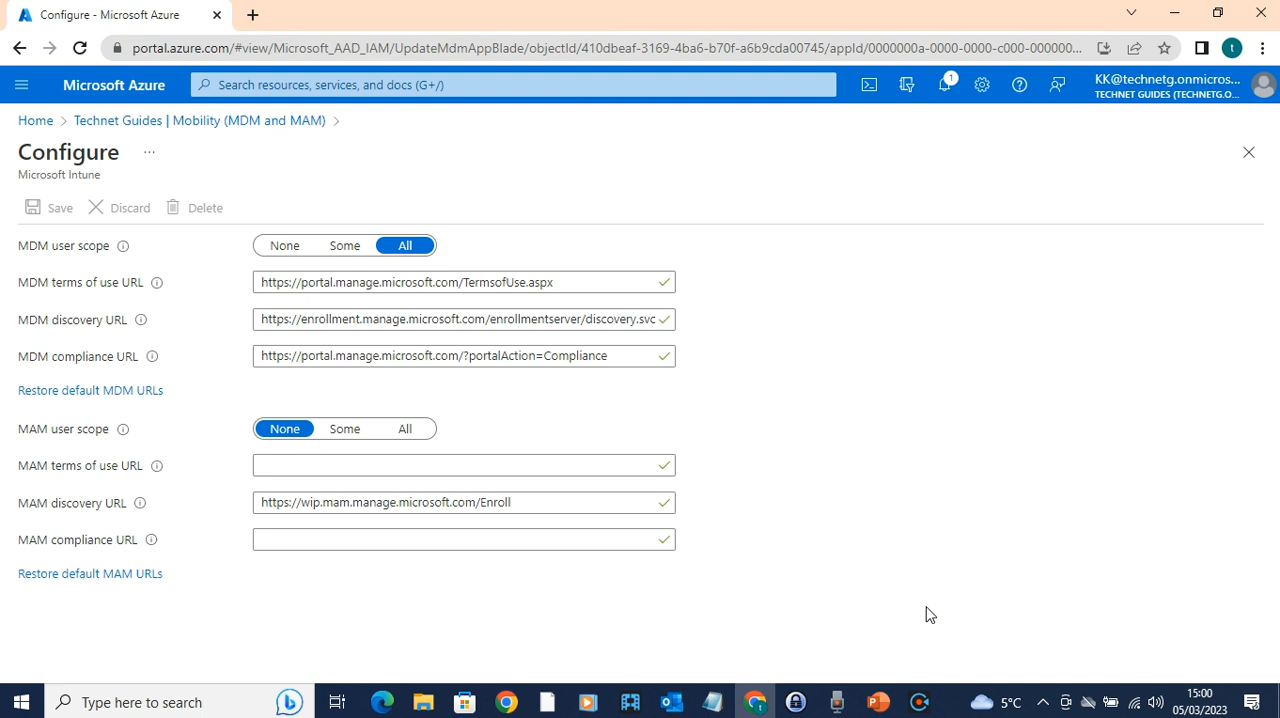 Configure - Microsoft Azure
portal.azure.com/#view/Microsoft_AAD_IAM/UpdateMdmAppBlade/objectId/410dbeaf-3169-4ba6-b70f-a6b9cda00745/appId/0000000a-0000-0000-c000-000000...
t
Microsoft Azure
Search resources, services, and docs (G+/)
1
KK@technetg.onmicros...
TECHNET GUIDES (TECHNETG.O...
Home > Technet Guides | Mobility (MDM and MAM) >
Configure ...
Microsoft Intune
Save Discard Delete
MDM user scope None Some All
MDM terms of use URL https://portal.manage.microsoft.com/TermsofUse.aspx
MDM discovery URL https://enrollment.manage.microsoft.com/enrollmentserver/discovery.svc
MDM compliance URL https://portal.manage.microsoft.com/?portalAction=Compliance
Restore default MDM URLs
MAM user scope None Some All
MAM terms of use URL
MAM discovery URL https://wip.mam.manage.microsoft.com/Enroll
MAM compliance URL
Restore default MAM URLs
Type here to search
5°C
15:00
05/03/2023